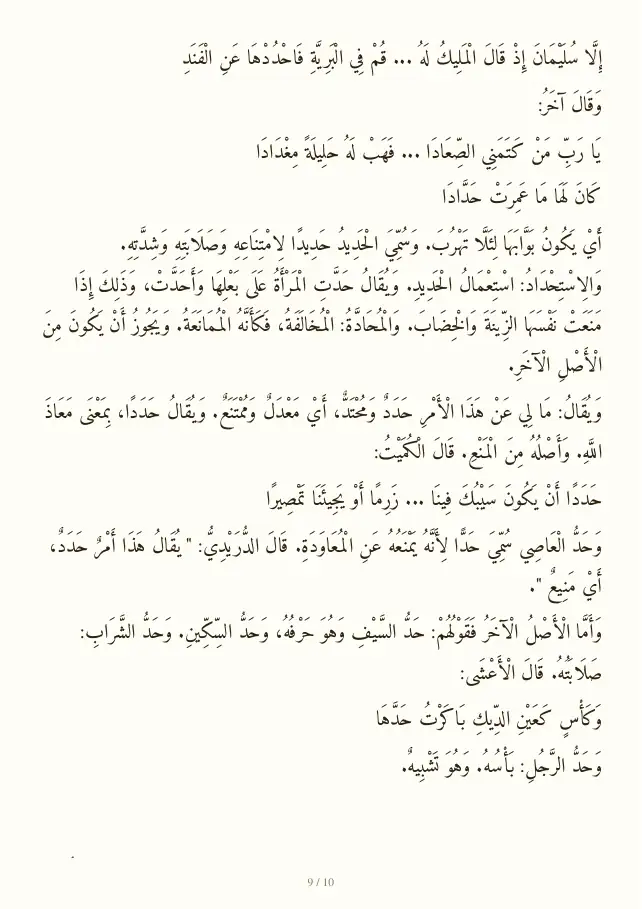 إِلَّا سُلَيْمَانَ إِذْ قَالَ الْمَلِيكُ لَهُ ... قُمْ فِي الْبَرِيَّةِ فَاحْدُدْهَا عَنِ الْفَنَدِ
وَقَالَ آخَرُ:
يَا رَبِّ مَنْ كَتَمَنِي الصِّعَادَا ... فَهَبْ لَهُ حَلِيلَةً مِغْدَادَا
كَانَ لَهَا مَا عَمِرَتْ حَدَّادَا
أَيْ يَكُونُ بَوَّابَهَا لِئَلَّا تَهْرُبَ. وَسُمِّيَ الْحَدِيدُ حَدِيدًا لِامْتِنَاعِهِ وَصَلَابَتِهِ وَشِدَّتِهِ.
وَالِاسْتِحْدَادُ: اسْتِعْمَالُ الْحَدِيدِ. وَيُقَالُ حَدَّتِ الْمَرْأَةُ عَلَى بَعْلِهَا وَأَحَدَّتْ، وَذَلِكَ إِذَا
مَنَعَتْ نَفْسَهَا الزِّينَةَ وَالْخِضَابَ. وَالْمُحَادَّةُ: الْمُخَالَفَةُ، فَكَأَنَّهُ الْمُمَانَعَةُ. وَيَجُوزُ أَنْ يَكُونَ مِنَ
الْأَصْلِ الْآخَرِ.
وَيُقَالُ: مَا لِي عَنْ هَذَا الْأَمْرِ حَدَدٌ وَمُحْتَدٌّ، أَيْ مَعْدَلٌ وَمُمْتَنَعٌ. وَيُقَالُ حَدَدًا، بِمَعْنَى مَعَاذَ
اللَّهِ. وَأَصْلُهُ مِنَ الْمَنْعِ. قَالَ الْكُمَيْتُ:
حَدَدًا أَنْ يَكُونَ سَيْبُكَ فِينَا ... زَرِمًا أَوْ يَجِيئَنَا تَمْصِيرًا
وَحَدُّ الْعَاصِي سُمِّيَ حَدًّا لِأَنَّهُ يَمْنَعُهُ عَنِ الْمُعَاوَدَةِ. قَالَ الدُّرَيْدِيُّ: " يُقَالُ هَذَا أَمْرٌ حَدَدٌ،
أَيْ مَنِيعٌ ".
وَأَمَّا الْأَصْلُ الْآخَرُ فَقَوْلُهُمْ: حَدُّ السَّيْفِ وَهُوَ حَرْفُهُ، وَحَدُّ السِّكِّينِ. وَحَدُّ الشَّرَابِ:
صَلَابَتُهُ. قَالَ الْأَعْشَى:
وَكَأْسٍ كَعَيْنِ الدِّيكِ بَاكَرْتُ حَدَّهَا
وَحَدُّ الرَّجُلِ: بَأْسُهُ. وَهُوَ تَشْبِيهٌ.
9 / 10